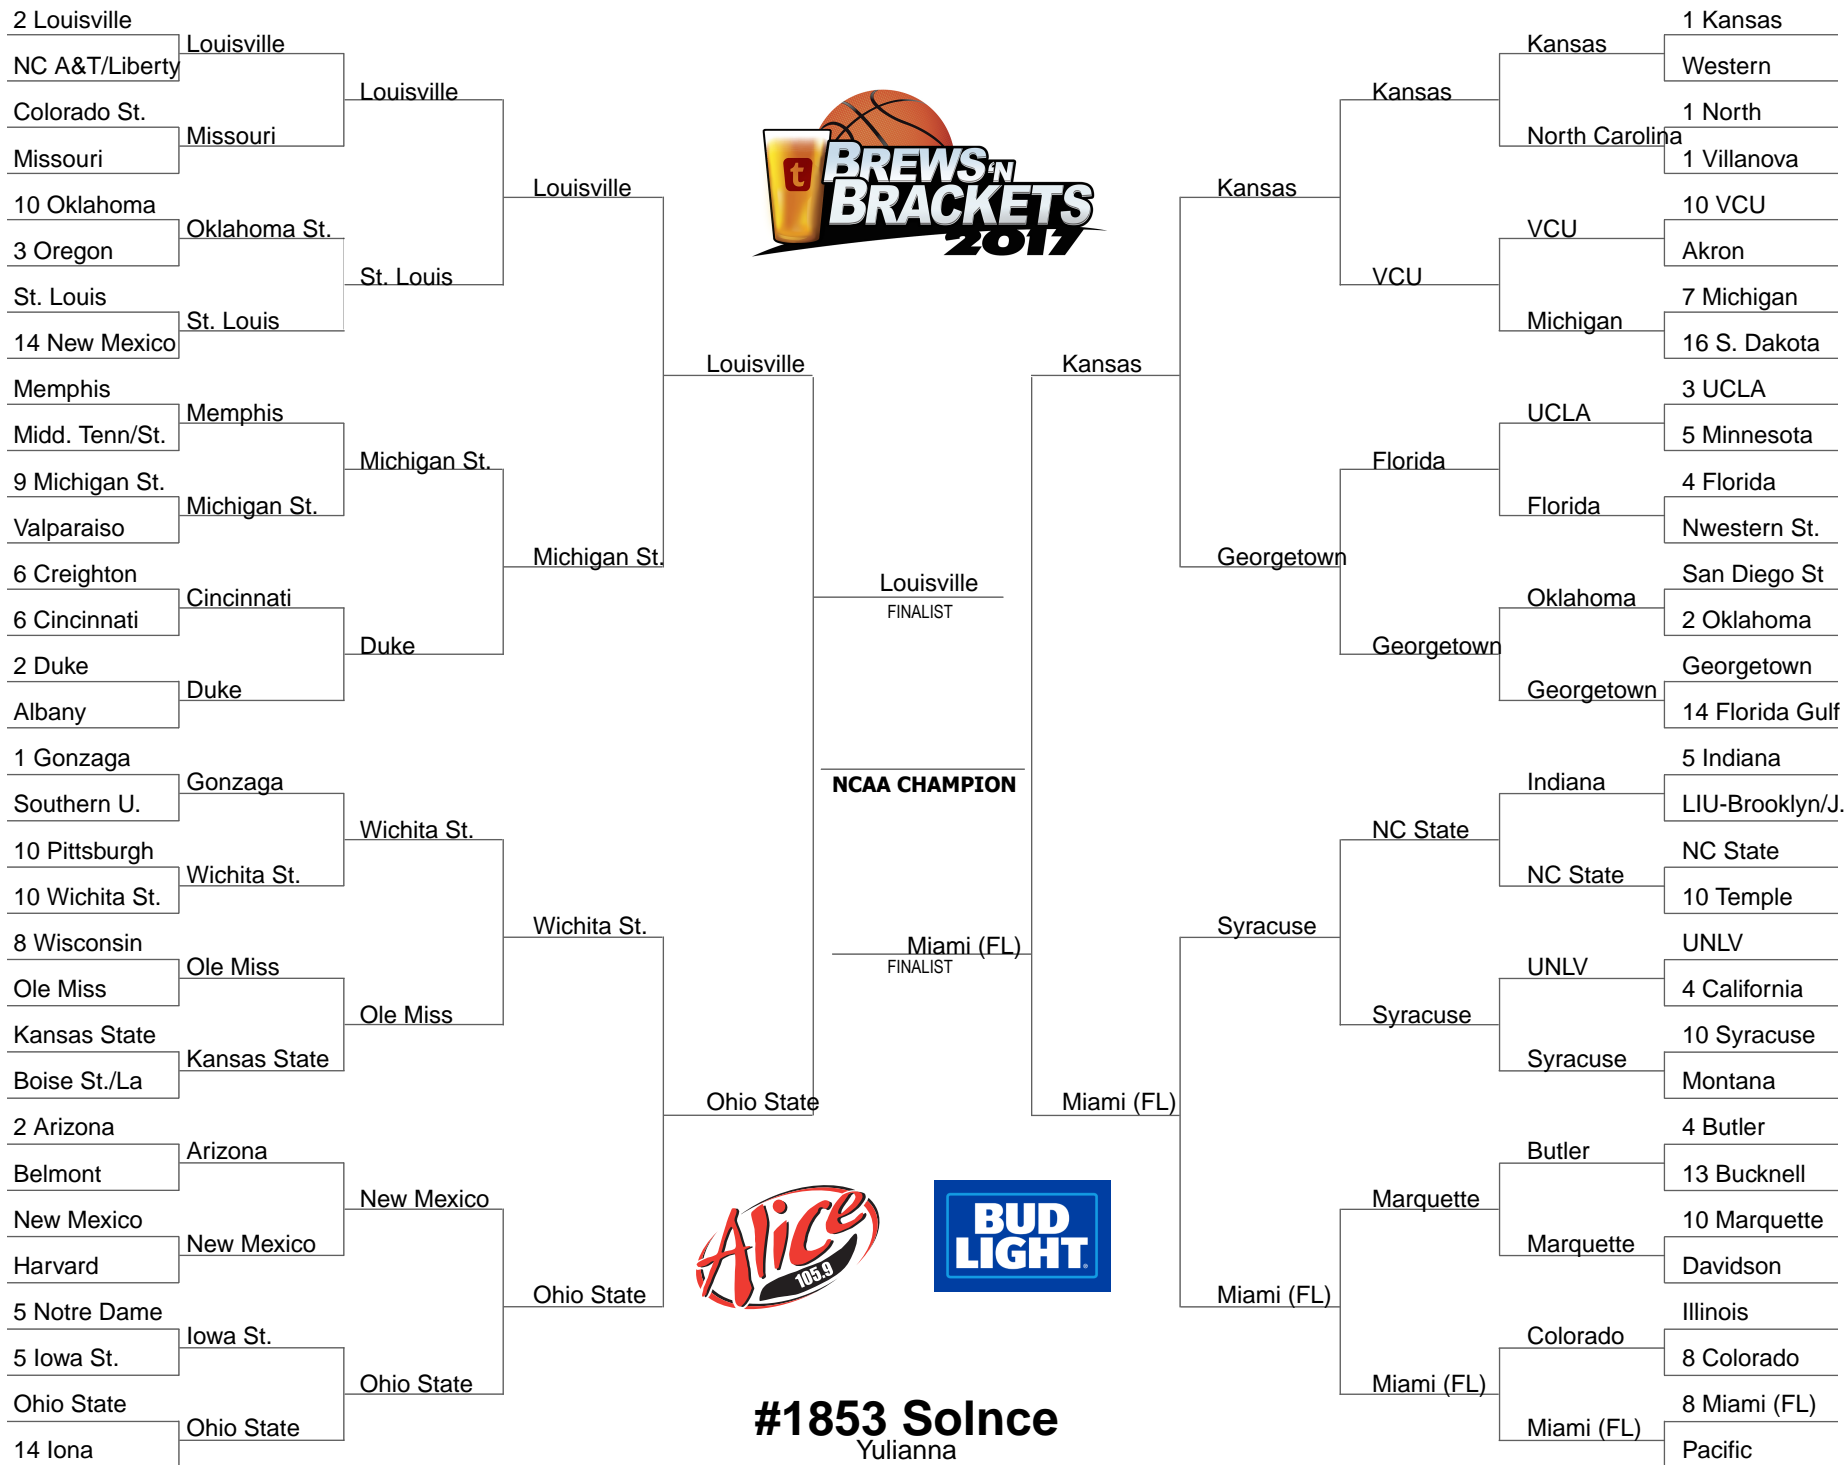 2 Louisville
NC A&T/Liberty
Colorado St.
Missouri
10 Oklahoma
3 Oregon
St. Louis
14 New Mexico
Memphis
Midd. Tenn/St.
9 Michigan St.
Valparaiso
6 Creighton
6 Cincinnati
2 Duke
Albany
1 Gonzaga
Southern U.
10 Pittsburgh
10 Wichita St.
8 Wisconsin
Ole Miss
Kansas State
Boise St./La
2 Arizona
Belmont
New Mexico
Harvard
5 Notre Dame
5 Iowa St.
Ohio State
14 Iona
Louisville
Missouri
Oklahoma St.
St. Louis
Memphis
Michigan St.
Cincinnati
Duke
Gonzaga
Wichita St.
Ole Miss
Kansas State
Arizona
New Mexico
Iowa St.
Ohio State
Louisville
St. Louis
Michigan St.
Duke
Wichita St.
Ole Miss
New Mexico
Ohio State
Louisville
Michigan St.
Wichita St.
Ohio State
Louisville
Ohio State
t
BREWS 'N
BRACKETS
2017
Louisville
FINALIST
NCAA CHAMPION
Miami (FL)
FINALIST
Alice
105.9
BUD
LIGHT
#1853 Solnce
Yulianna
Kansas
Miami (FL)
Kansas
Georgetown
Syracuse
Miami (FL)
Kansas
VCU
Florida
Georgetown
NC State
Syracuse
Marquette
Miami (FL)
Kansas
North Carolina
VCU
Michigan
UCLA
Florida
Oklahoma
Georgetown
Indiana
NC State
UNLV
Syracuse
Butler
Marquette
Colorado
Miami (FL)
1 Kansas
Western
1 North
1 Villanova
10 VCU
Akron
7 Michigan
16 S. Dakota
3 UCLA
5 Minnesota
4 Florida
Nwestern St.
San Diego St
2 Oklahoma
Georgetown
14 Florida Gulf
5 Indiana
LIU-Brooklyn/J.
NC State
10 Temple
UNLV
4 California
10 Syracuse
Montana
4 Butler
13 Bucknell
10 Marquette
Davidson
Illinois
8 Colorado
8 Miami (FL)
Pacific